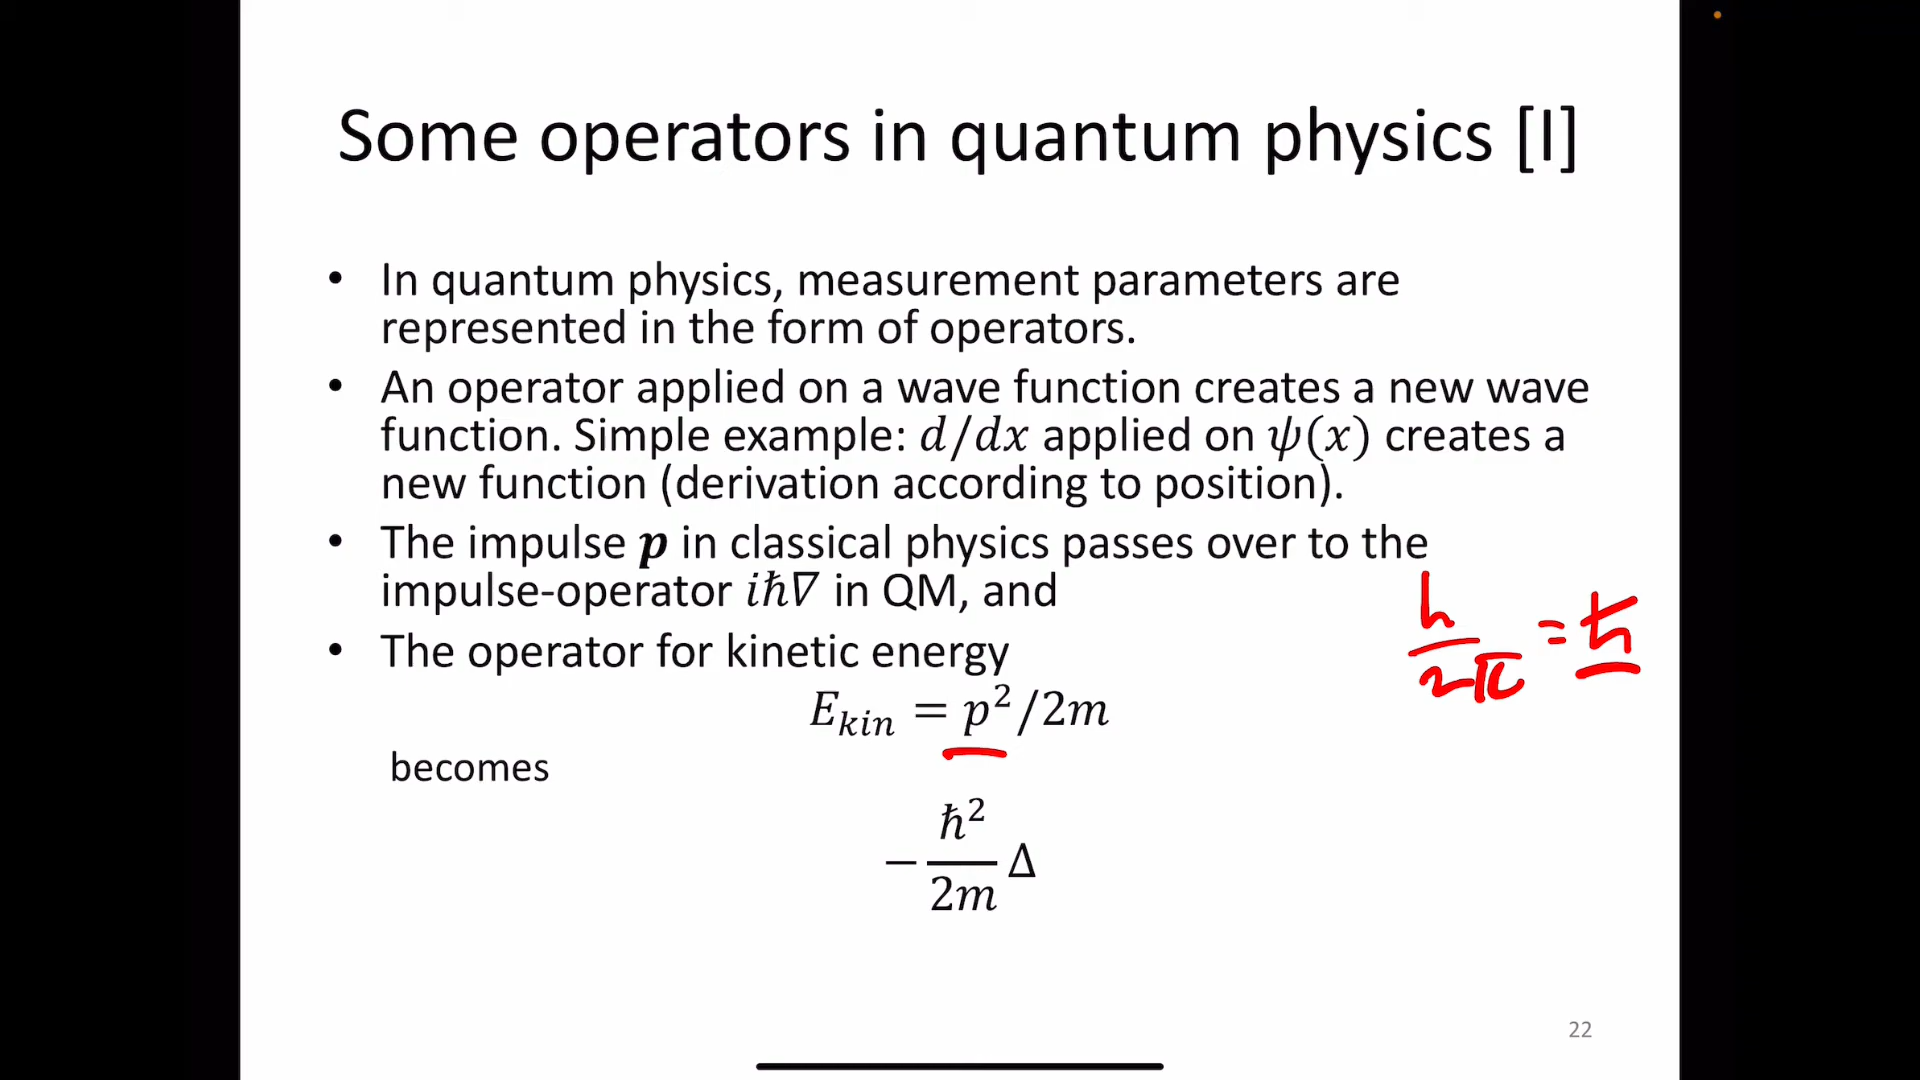 Some operators in quantum physics [I]
• In quantum physics, measurement parameters are
represented in the form of operators.
• An operator applied on a wave function creates a new wave
function. Simple example: d/dx applied on ψ(x) creates a
new function (derivation according to position).
• The impulse p in classical physics passes over to the
impulse-operator iℏ∇ in QM, and
h/2π = ℏ
• The operator for kinetic energy
E_kin = p²/2m
becomes
−ℏ²/2m Δ
22